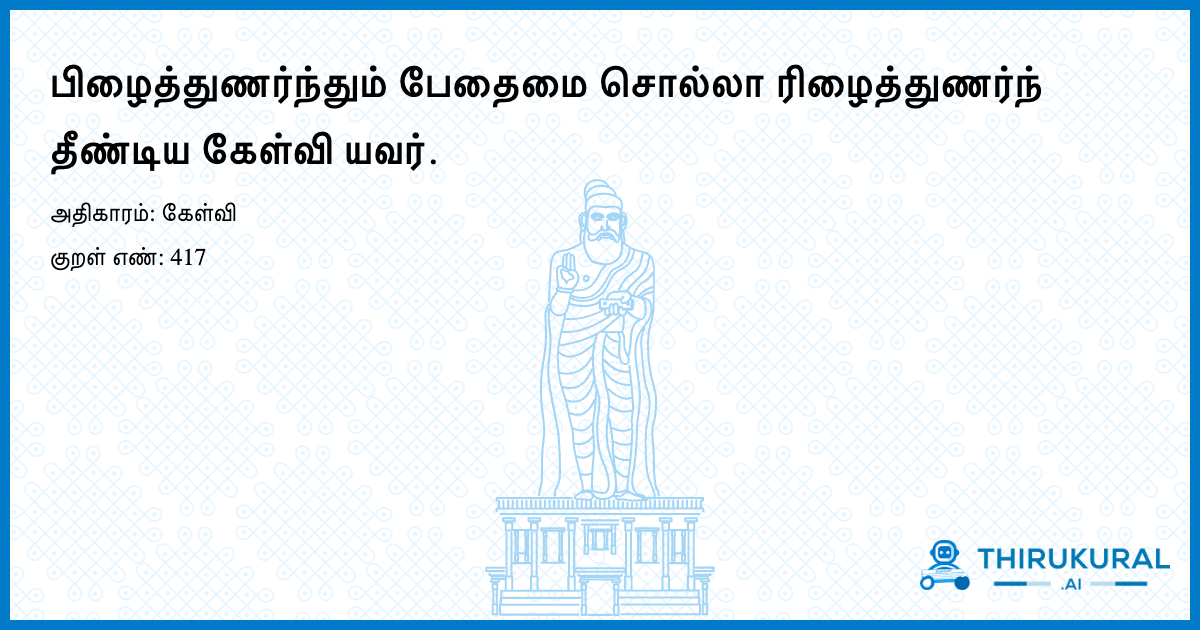 பிழைத்துணர்ந்தும் பேதைமை சொல்லா ரிழைத்துணர்ந்
தீண்டிய கேள்வி யவர்.
அதிகாரம்: கேள்வி
குறள் எண்: 417
THIRUKURAL
.AI